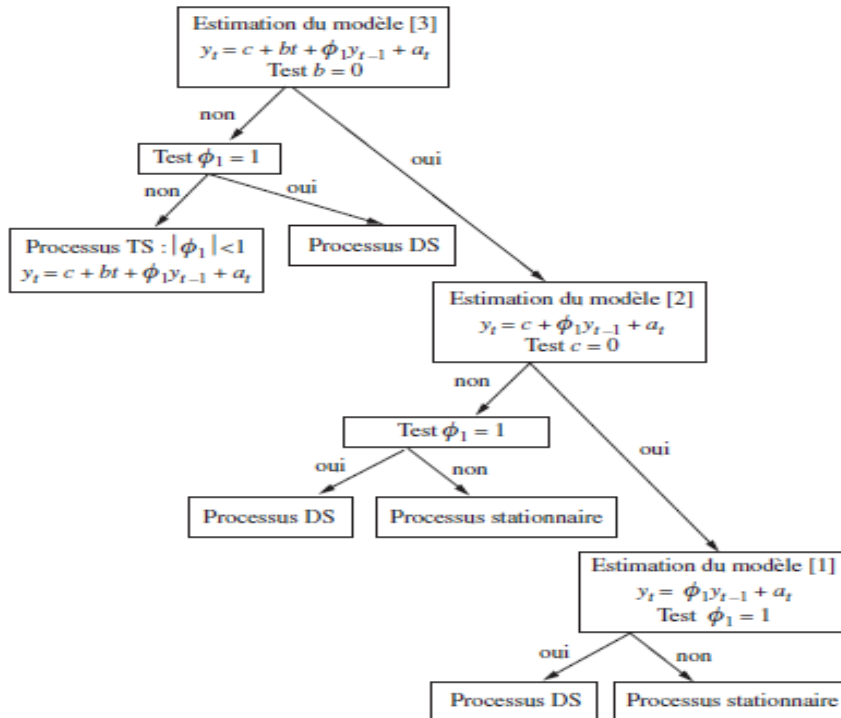 Estimation du modèle [3]
yₜ = c + bt + ϕ₁yₜ₋₁ + aₜ
Test b = 0
non
oui
Test ϕ₁ = 1
non
oui
Processus TS : |ϕ₁| <1
yₜ = c + bt + ϕ₁yₜ₋₁ + aₜ
Processus DS
Estimation du modèle [2]
yₜ = c + ϕ₁yₜ₋₁ + aₜ
Test c = 0
non
oui
Test ϕ₁ = 1
oui
non
Processus DS
Processus stationnaire
Estimation du modèle [1]
yₜ = ϕ₁yₜ₋₁ + aₜ
Test ϕ₁ = 1
oui
non
Processus DS
Processus stationnaire